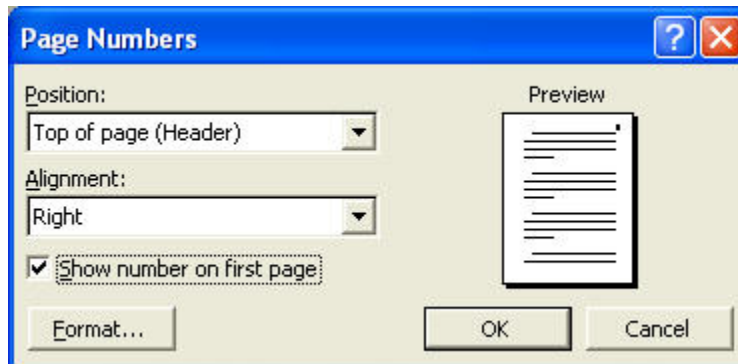 Page Numbers
Position:
Top of page (Header)
Alignment:
Right
Show number on first page
Format...
Preview
OK
Cancel